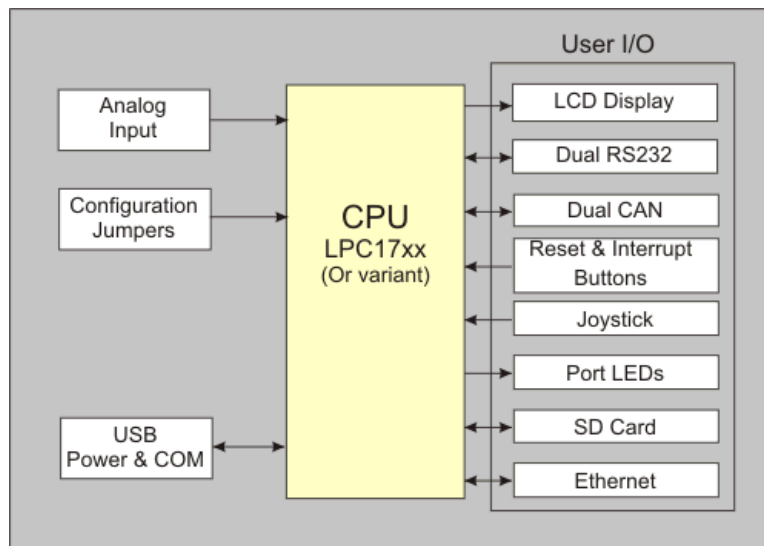 User I/O
Analog
Input
Configuration
Jumpers
USB
Power & COM
CPU
LPC17xx
(Or variant)
LCD Display
Dual RS232
Dual CAN
Reset & Interrupt
Buttons
Joystick
Port LEDs
SD Card
Ethernet